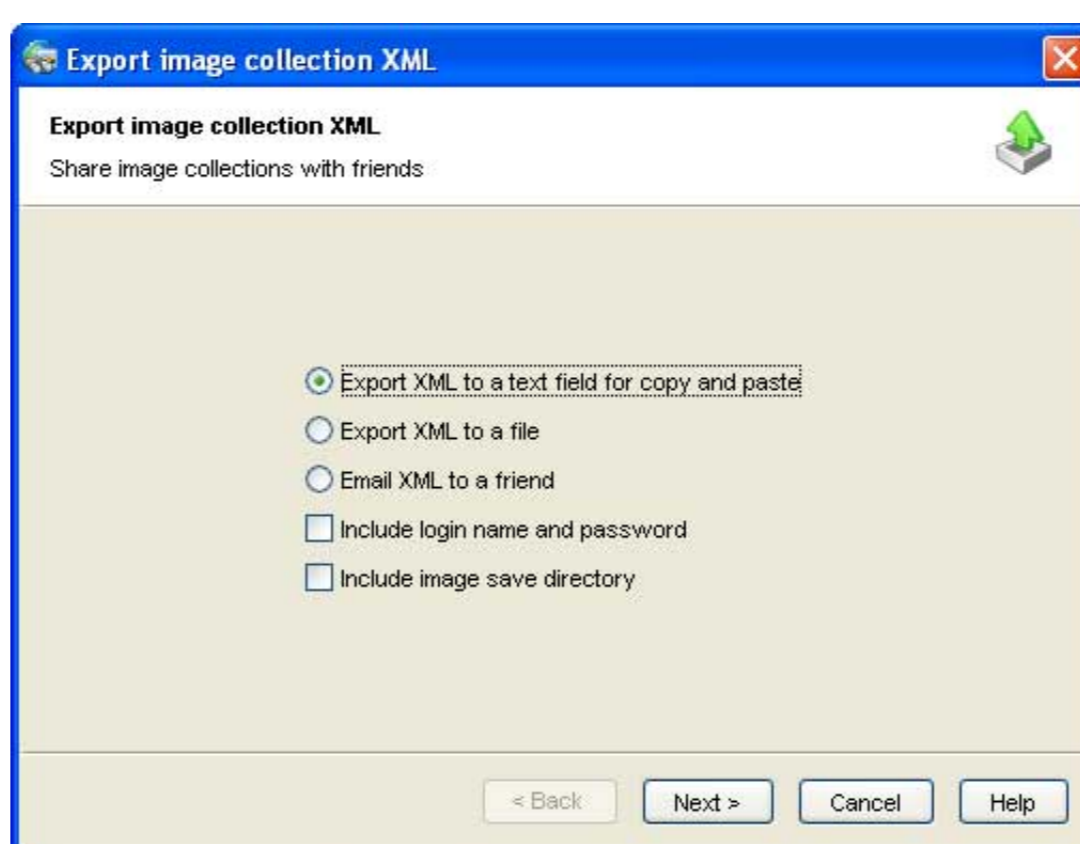 Export image collection XML
Export image collection XML
Share image collections with friends
Export XML to a text field for copy and paste
Export XML to a file
Email XML to a friend
Include login name and password
Include image save directory
< Back Next > Cancel Help